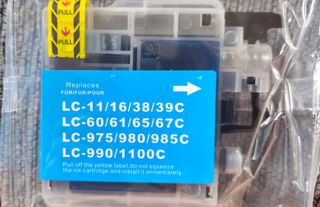 PULL
PULL
Replaces
FOR/FUR/POUR
LC-11/16/38/39C
LC-60/61/65/67C
LC-975/980/985C
LC-990/1100C
Pull off the yellow label,do not squeeze
the ink cartridge and install it immediately.